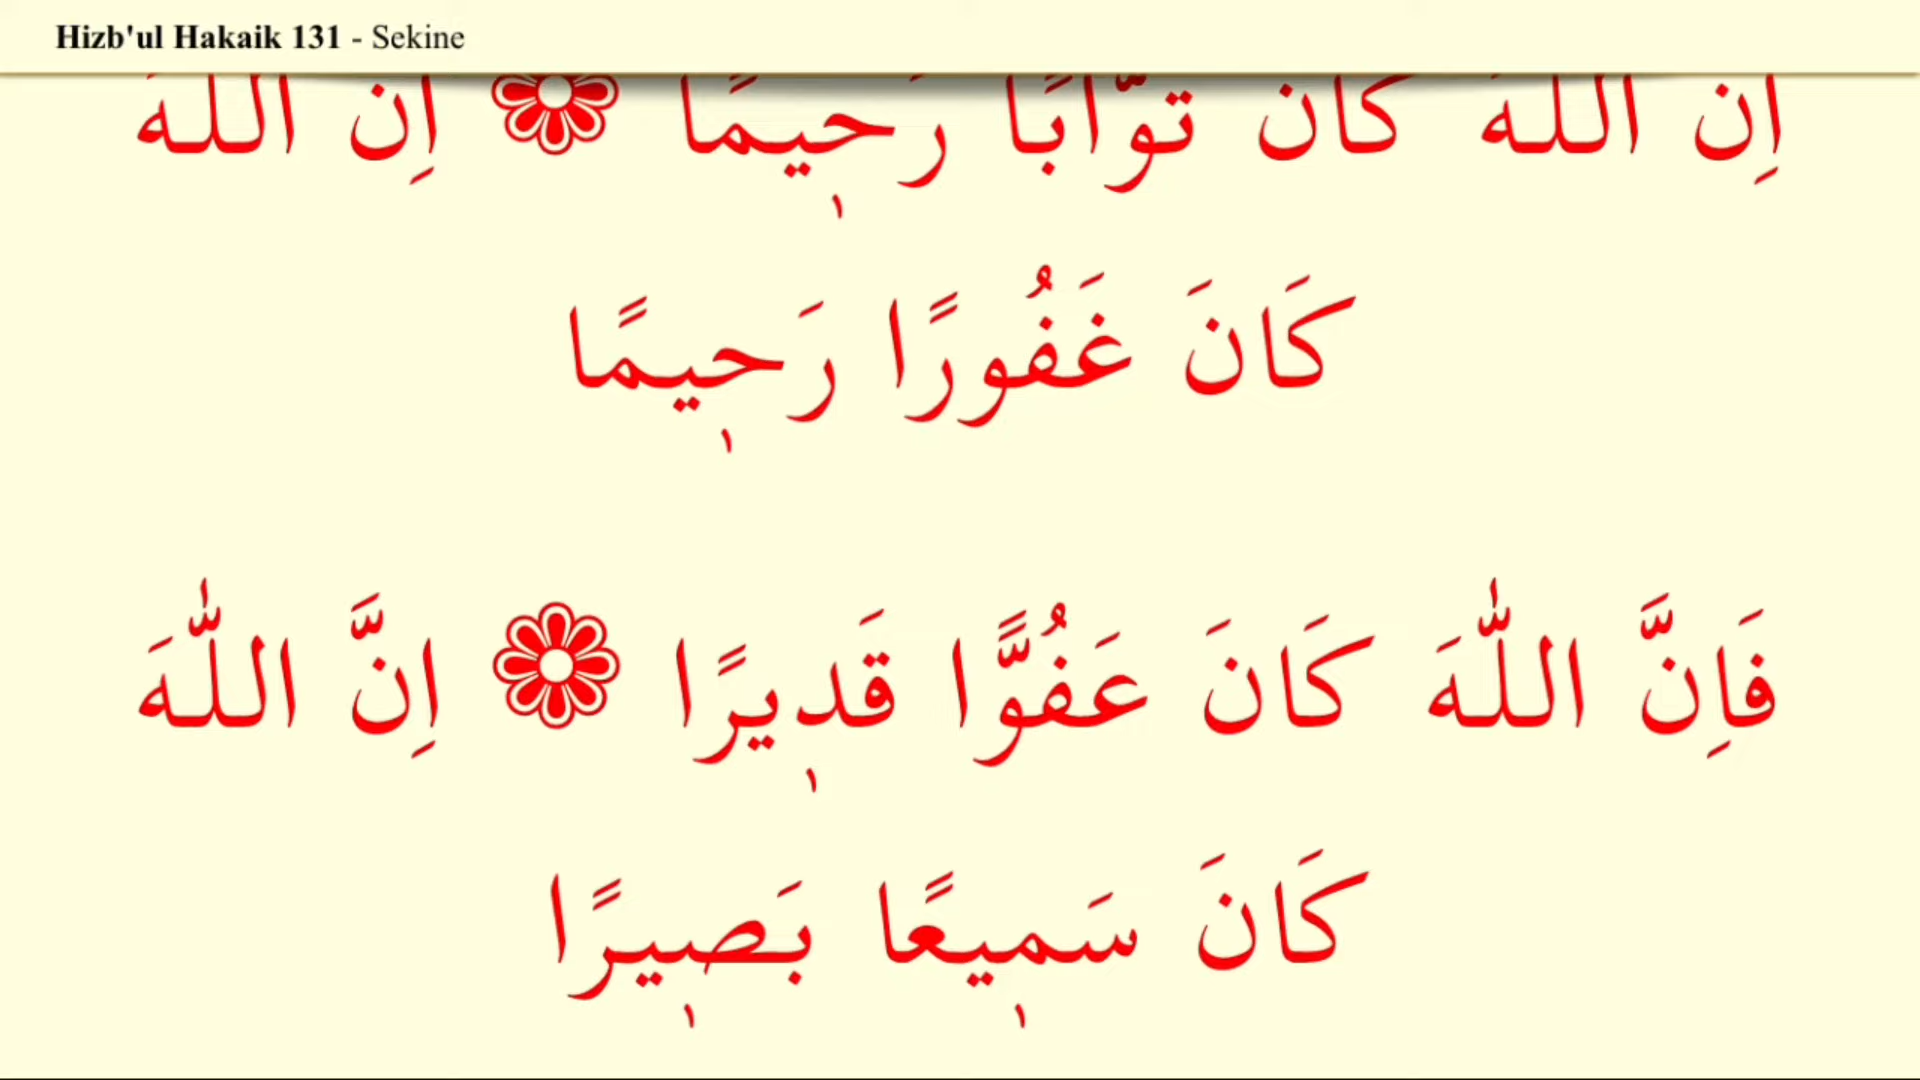 Hizb'ul Hakaik 131 - Sekine
اِنَّ اللّٰهَ كَانَ تَوَّابًا رَحٖيمًا ❁ اِنَّ اللّٰهَ
كَانَ غَفُورًا رَحٖيمًا
فَاِنَّ اللّٰهَ كَانَ عَفُوًّا قَدٖيرًا ❁ اِنَّ اللّٰهَ
كَانَ سَمٖيعًا بَصٖيرًا